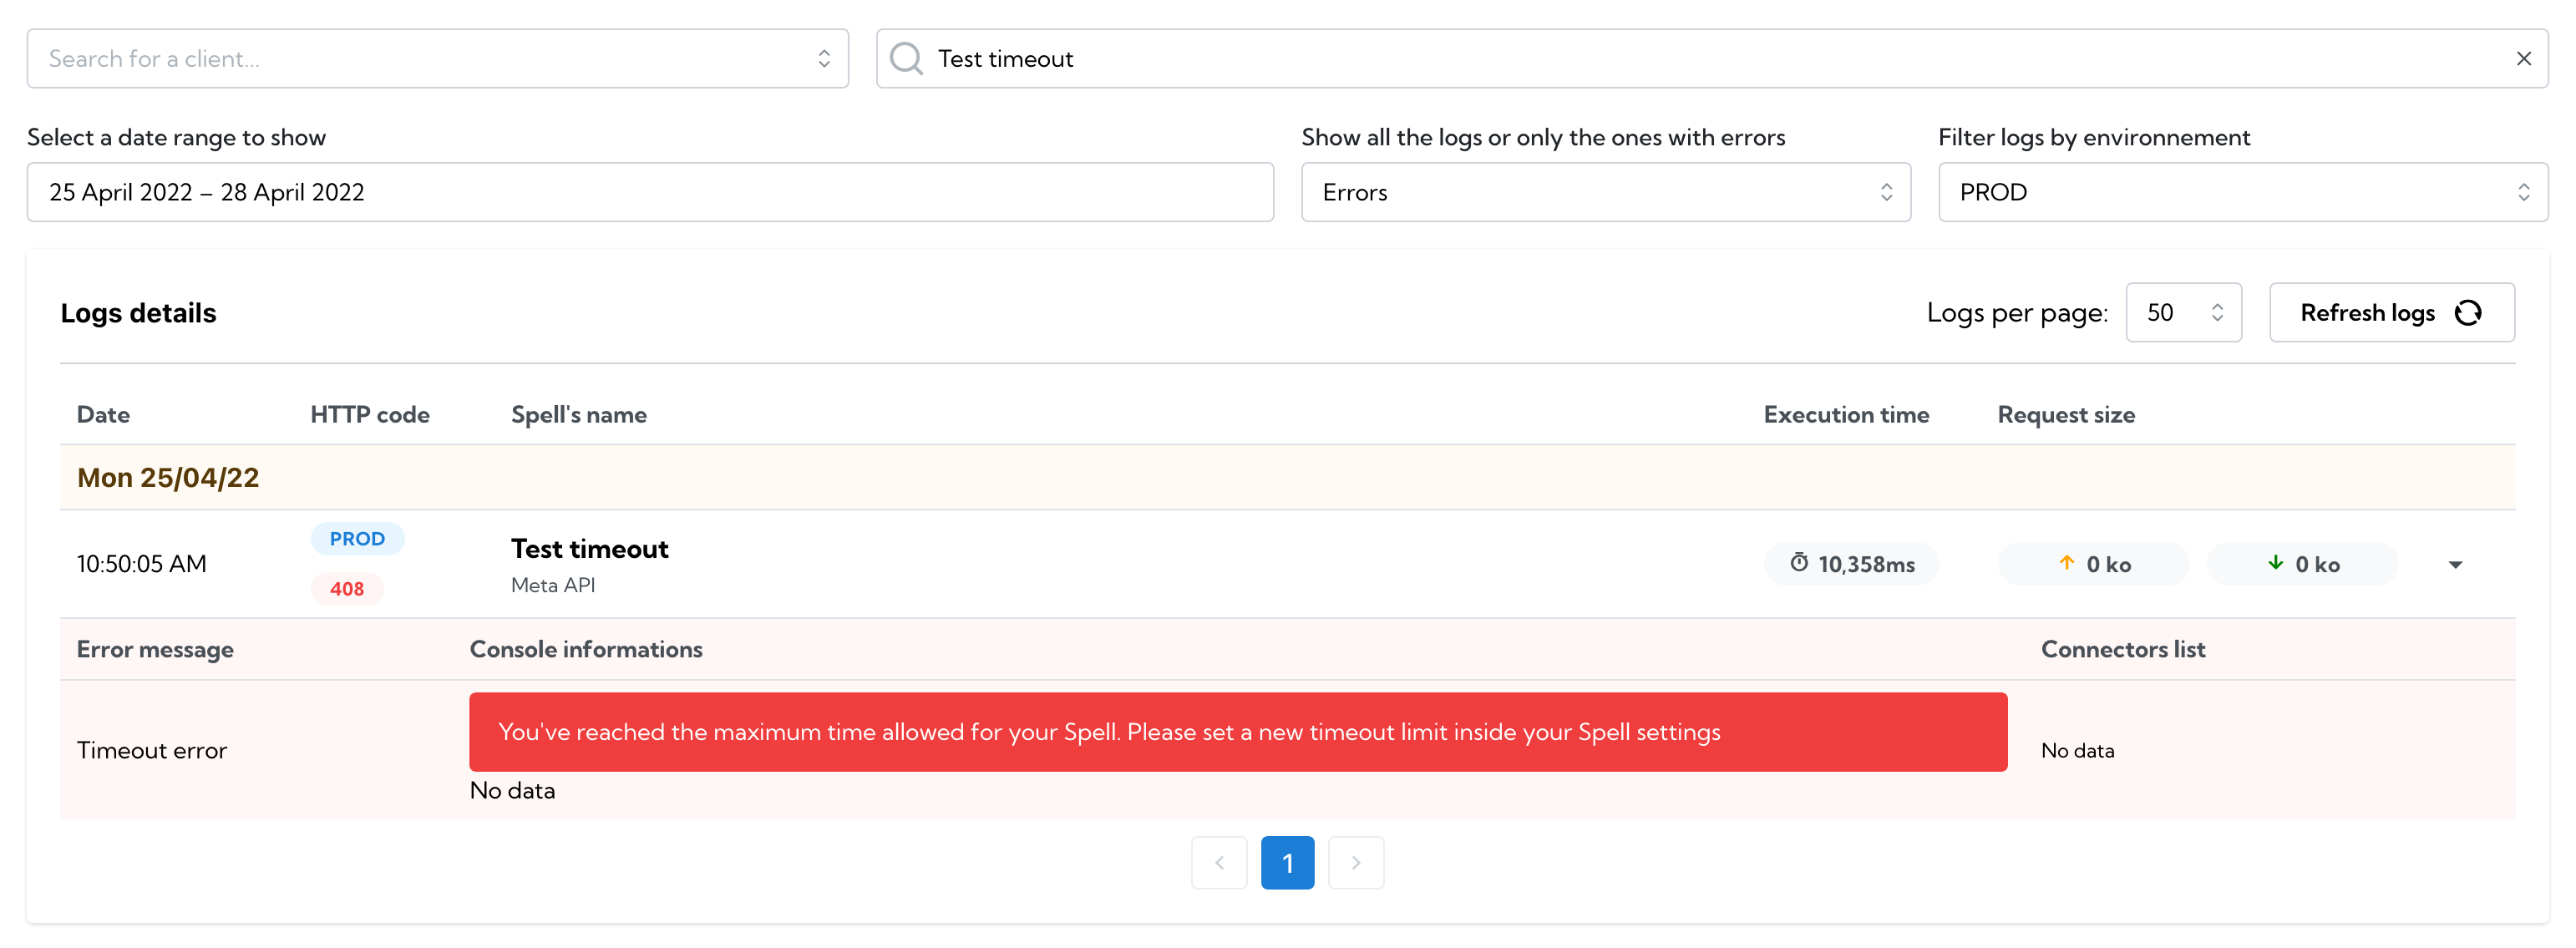 Search for a client...
Test timeout
Select a date range to show
Show all the logs or only the ones with errors
Filter logs by environnement
25 April 2022 – 28 April 2022
Errors
PROD
Logs details
Logs per page:
50
Refresh logs
Date
HTTP code
Spell's name
Execution time
Request size
Mon 25/04/22
10:50:05 AM
PROD
408
Test timeout
Meta API
10,358ms
0 ko
0 ko
Error message
Console informations
Connectors list
Timeout error
You've reached the maximum time allowed for your Spell. Please set a new timeout limit inside your Spell settings
No data
No data
1